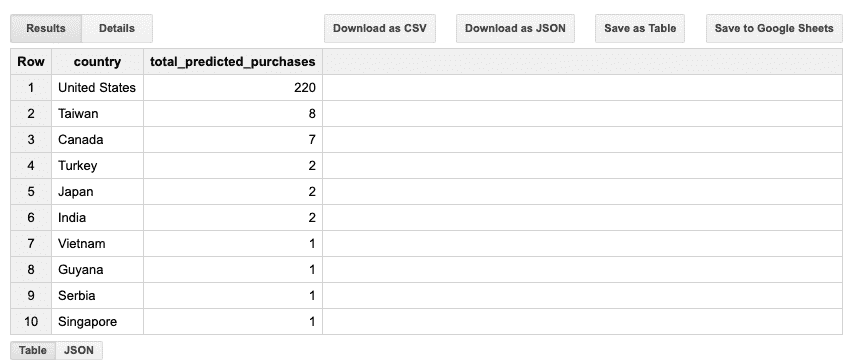 Results Details Download as CSV Download as JSON Save as Table Save to Google Sheets
Row country total_predicted_purchases
1 United States 220
2 Taiwan 8
3 Canada 7
4 Turkey 2
5 Japan 2
6 India 2
7 Vietnam 1
8 Guyana 1
9 Serbia 1
10 Singapore 1
Table JSON